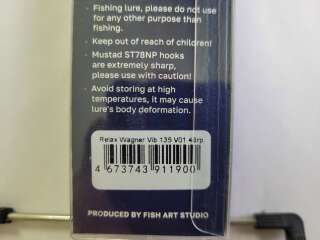 · Fishing lure, please do not use
for any other purpose than
fishing.
· Keep out of reach of children!
· Mustad ST78NP hooks
are extremely sharp,
please use with caution!
· Avoid storing at high
temperatures, it may cause
lure's body deformation.
Relax Wagner Vib 135 V01 48гр.
4 673743 911900
PRODUCED BY FISH ART STUDIO